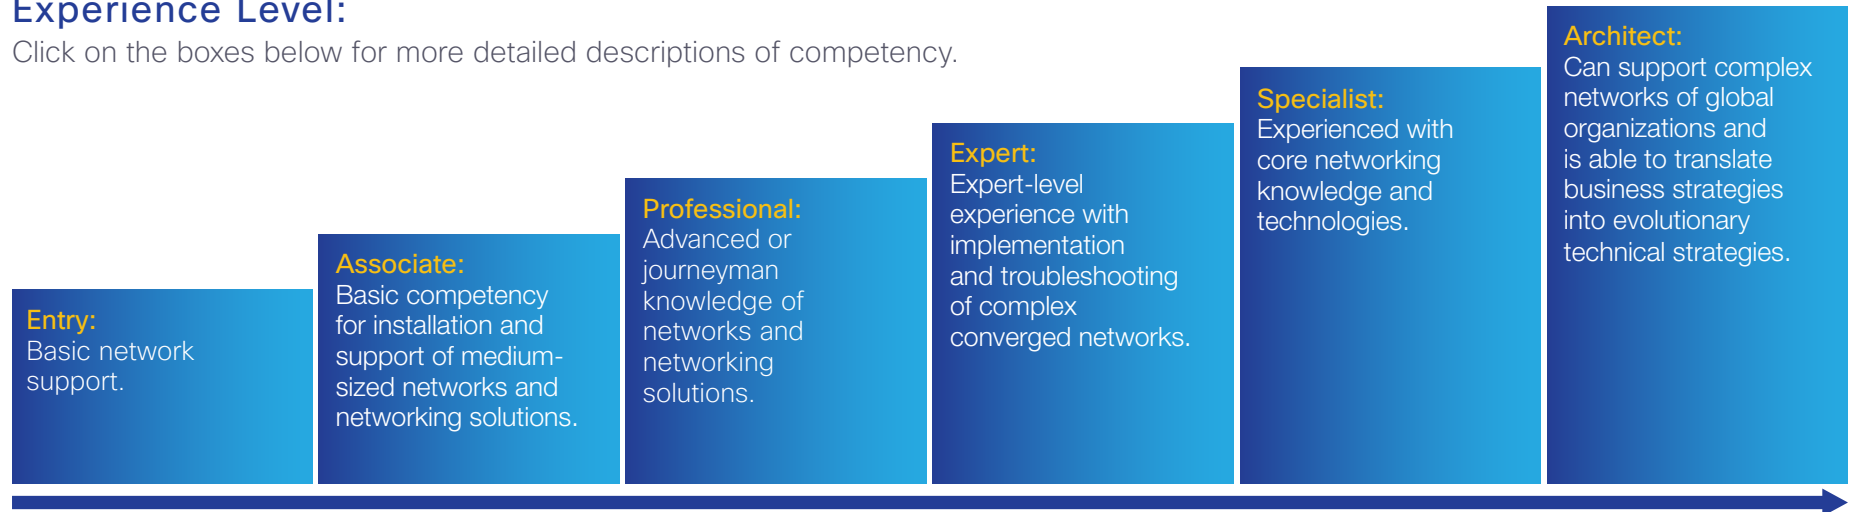 Experience Level:
Click on the boxes below for more detailed descriptions of competency.
Entry:
Basic network
support.
Associate:
Basic competency
for installation and
support of medium-
sized networks and
networking solutions.
Professional:
Advanced or
journeyman
knowledge of
networks and
networking
solutions.
Expert:
Expert-level
experience with
implementation
and troubleshooting
of complex
converged networks.
Specialist:
Experienced with
core networking
knowledge and
technologies.
Architect:
Can support complex
networks of global
organizations and
is able to translate
business strategies
into evolutionary
technical strategies.